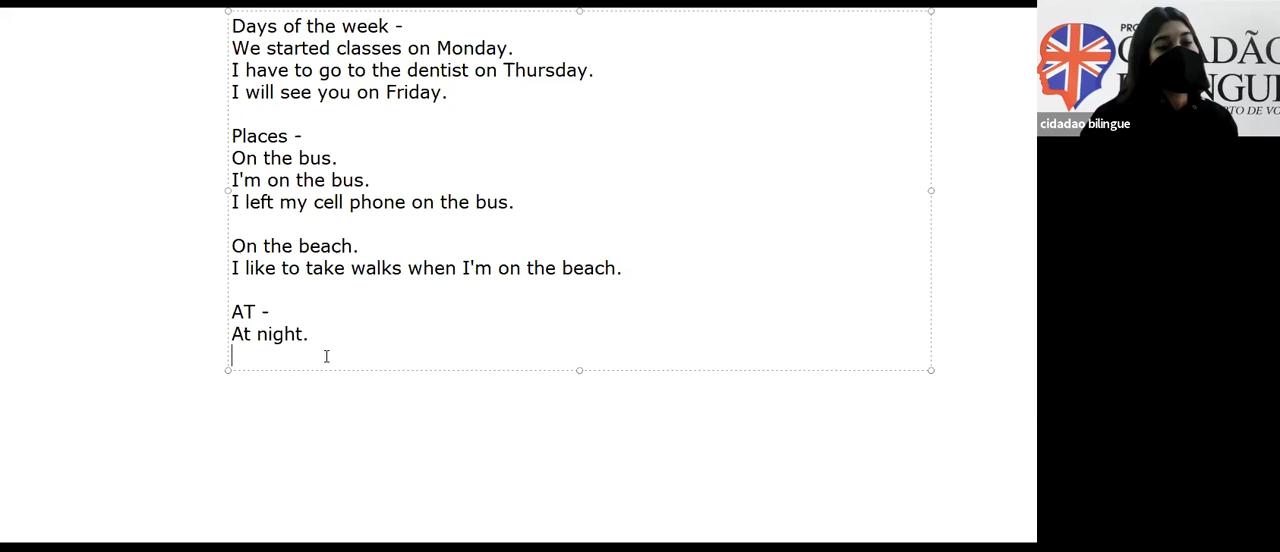 Days of the week -
We started classes on Monday.
I have to go to the dentist on Thursday.
I will see you on Friday.
Places -
On the bus.
I'm on the bus.
I left my cell phone on the bus.
On the beach.
I like to take walks when I'm on the beach.
AT -
At night.
cidadao bilingue